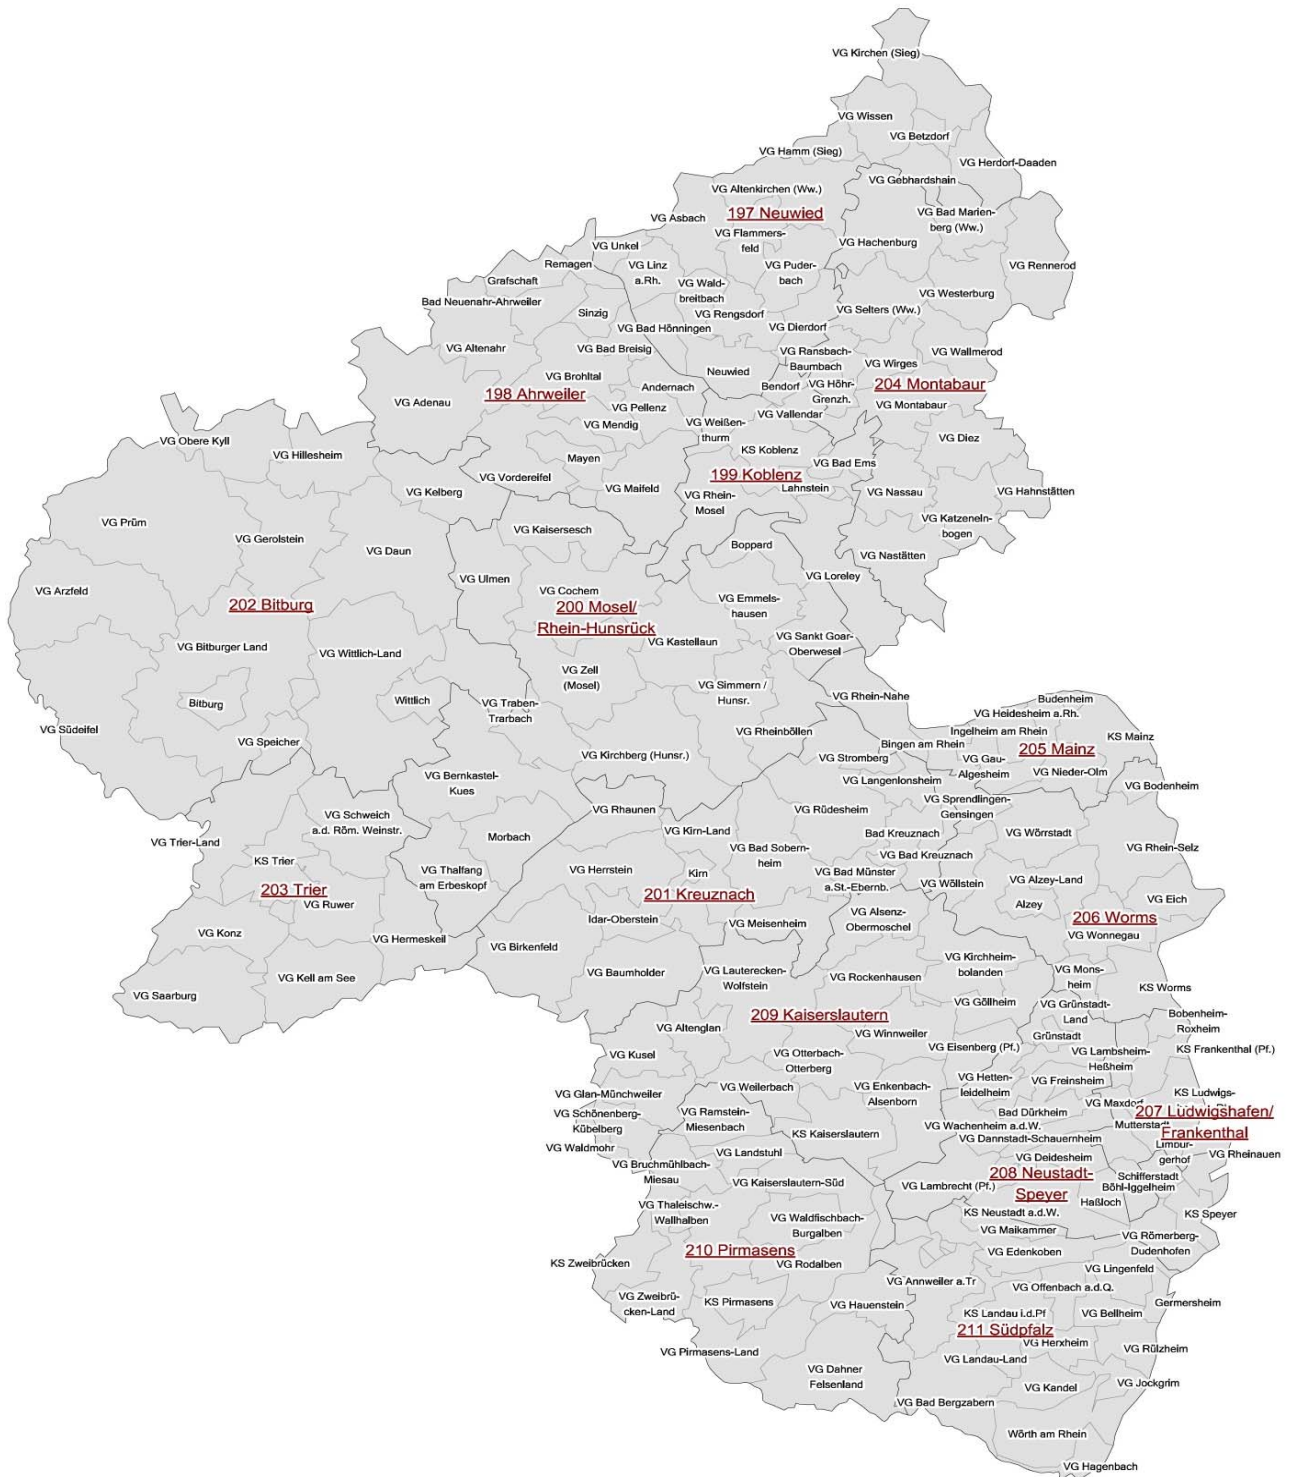 VG Kirchen (Sieg)
VG Wissen
VG Betzdorf
VG Hamm (Sieg)
VG Herdorf-Daaden
VG Gebhardshain
VG Altenkirchen (Ww.)
197 Neuwied
VG Asbach
VG Bad Marien-
berg (Ww.)
VG Flammers-
feld
VG Hachenburg
VG Unkel
Remagen
VG Linz
a.Rh.
VG Puder-
bach
VG Rennerod
Grafschaft
VG Wald-
breitbach
VG Westerburg
Bad Neuenahr-Ahrweiler
Sinzig
VG Rengsdorf
VG Selters (Ww.)
VG Bad Hönningen
VG Dierdorf
VG Altenahr
VG Bad Breisig
VG Ransbach-
Baumbach
VG Wallmerod
VG Wirges
Neuwied
VG Brohltal
Andernach
Bendorf
VG Höhr-
Grenzh.
204 Montabaur
198 Ahrweiler
VG Adenau
VG Pellenz
VG Montabaur
VG Mendig
VG Weißen-
thurm
VG Vallendar
VG Obere Kyll
VG Hillesheim
Mayen
KS Koblenz
VG Diez
VG Bad Ems
199 Koblenz
VG Vordereifel
VG Kelberg
VG Maifeld
Lahnstein
VG Rhein-
Mosel
VG Nassau
VG Hahnstätten
VG Prüm
VG Kaisersesch
VG Katzeneln-
bogen
VG Gerolstein
VG Daun
Boppard
VG Nastätten
VG Ulmen
VG Loreley
VG Arzfeld
VG Cochem
202 Bitburg
200 Mosel/
Rhein-Hunsrück
VG Emmels-
hausen
VG Kastellaun
VG Sankt Goar-
Oberwesel
VG Bitburger Land
VG Wittlich-Land
VG Zell
(Mosel)
VG Simmern /
Hunsr.
Bitburg
Wittlich
VG Traben-
Trarbach
VG Rhein-Nahe
Budenheim
VG Heidesheim a.Rh.
VG Südeifel
VG Rheinböllen
Ingelheim am Rhein
KS Mainz
VG Speicher
Bingen am Rhein
205 Mainz
VG Kirchberg (Hunsr.)
VG Stromberg
VG Gau-
Algesheim
VG Nieder-Olm
VG Bernkastel-
Kues
VG Langenlonsheim
VG Bodenheim
VG Rhaunen
VG Rüdesheim
VG Sprendlingen-
Gensingen
VG Schweich
a.d. Röm. Weinstr.
VG Kirn-Land
Bad Kreuznach
VG Wörrstadt
Morbach
VG Trier-Land
VG Bad Sobern-
heim
VG Bad Kreuznach
VG Rhein-Selz
KS Trier
VG Thalfang
am Erbeskopf
VG Herrstein
Kirn
VG Bad Münster
a.St.-Ebernb.
VG Wöllstein
VG Alzey-Land
203 Trier
201 Kreuznach
VG Ruwer
Alzey
VG Eich
Idar-Oberstein
VG Meisenheim
VG Alsenz-
Obermoschel
206 Worms
VG Konz
VG Hermeskeil
VG Wonnegau
VG Birkenfeld
VG Kirchheim-
bolanden
VG Kell am See
VG Baumholder
VG Lauterecken-
Wolfstein
VG Rockenhausen
VG Mons-
heim
VG Saarburg
KS Worms
VG Göllheim
VG Grünstadt-
Land
209 Kaiserslautern
Bobenheim-
Roxheim
VG Altenglan
VG Winnweiler
Grünstadt
VG Eisenberg (Pf.)
VG Lambsheim-
Heßheim
KS Frankenthal (Pf.)
VG Kusel
VG Otterbach-
Otterberg
VG Hetten-
leidelheim
VG Freinsheim
VG Glan-Münchweiler
VG Weilerbach
VG Enkenbach-
Alsenborn
KS Ludwigs-
VG Maxdorf
VG Schönenberg-
Kübelberg
VG Ramstein-
Miesenbach
Bad Dürkheim
207 Ludwigshafen/
Frankenthal
VG Wachenheim a.d.W.
Mutterstadt
KS Kaiserslautern
VG Dannstadt-Schauernheim
VG Waldmohr
VG Landstuhl
Limbur-
gerhof
VG Rheinauen
VG Deidesheim
VG Bruchmühlbach-
Miesau
208 Neustadt-
Speyer
VG Kaiserslautern-Süd
VG Lambrecht (Pf.)
Schifferstadt
Böhl-Iggelheim
Haßloch
VG Thaleischw.-
Wallhalben
VG Waldfischbach-
Burgalben
KS Neustadt a.d.W.
KS Speyer
VG Maikammer
VG Römerberg-
Dudenhofen
210 Pirmasens
VG Edenkoben
KS Zweibrücken
VG Rodalben
VG Lingenfeld
VG Annweiler a.Tr
VG Offenbach a.d.Q.
VG Zweibrü-
cken-Land
KS Pirmasens
VG Hauenstein
Germersheim
KS Landau i.d.Pf
VG Bellheim
211 Südpfalz
VG Herxheim
VG Rülzheim
VG Pirmasens-Land
VG Landau-Land
VG Dahner
Felsenland
VG Kandel
VG Jockgrim
VG Bad Bergzabern
Wörth am Rhein
VG Hagenbach